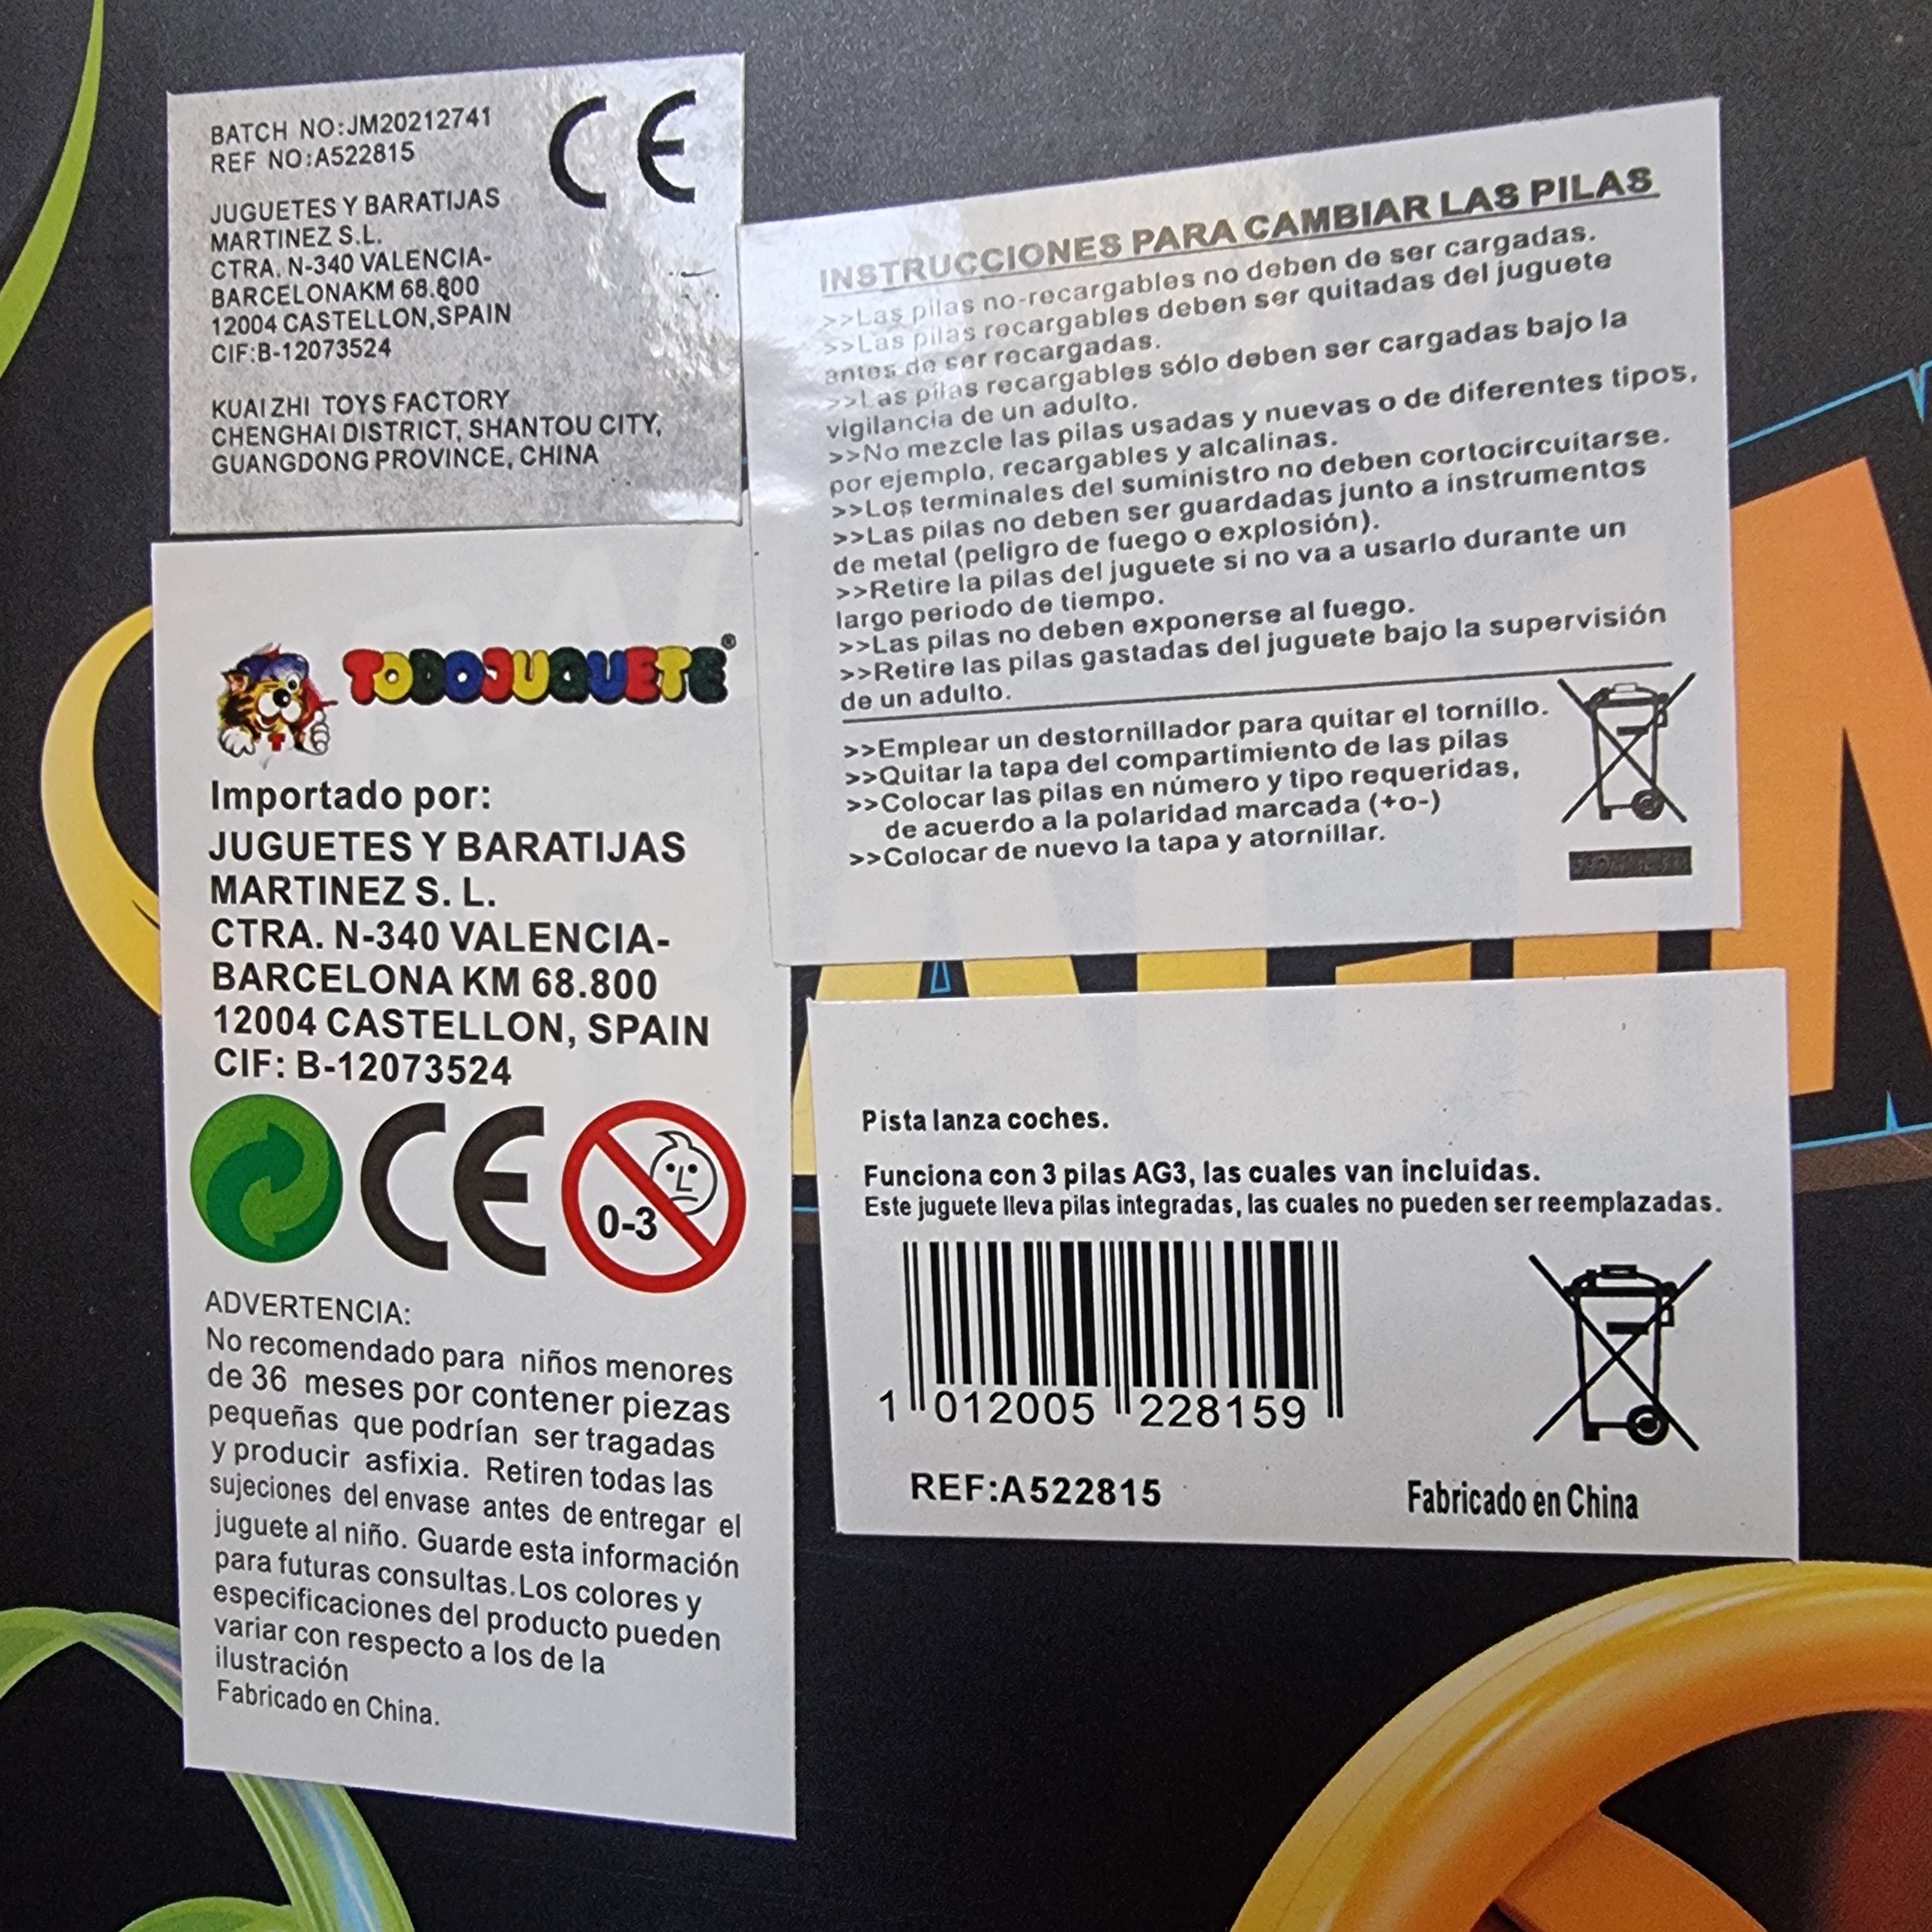 BATCH NO:JM20212741
REF NO:A522815
JUGUETES Y BARATIJAS
MARTINEZ S.L.
CTRA. N-340 VALENCIA-
BARCELONAKM 68.800
12004 CASTELLON,SPAIN
CIF:B-12073524
KUAIZHI TOYS FACTORY
CHENGHAI DISTRICT, SHANTOU CITY,
GUANGDONG PROVINCE, CHINA
CE
INSTRUCCIONES PARA CAMBIAR LAS PILAS
>>Las pilas no-recargables no deben de ser cargadas.
>>Las pilas recargables deben ser quitadas del juguete
antes de ser recargadas.
>>Las pilas recargables sólo deben ser cargadas bajo la
vigilancia de un adulto.
>>No mezcle las pilas usadas y nuevas o de diferentes tipos,
por ejemplo, recargables y alcalinas.
>>Los terminales del suministro no deben cortocircuitarse.
>>Las pilas no deben ser guardadas junto a instrumentos
de metal (peligro de fuego o explosión).
>>Retire la pilas del juguete si no va a usarlo durante un
largo periodo de tiempo.
>>Las pilas no deben exponerse al fuego.
>>Retire las pilas gastadas del juguete bajo la supervisión
de un adulto.
>>Emplear un destornillador para quitar el tornillo.
>>Quitar la tapa del compartimiento de las pilas
>>Colocar las pilas en número y tipo requeridas,
de acuerdo a la polaridad marcada (+o-)
>>Colocar de nuevo la tapa y atornillar.
TODOJUGUETE®
Importado por:
JUGUETES Y BARATIJAS
MARTINEZ S. L.
CTRA. N-340 VALENCIA-
BARCELONA KM 68.800
12004 CASTELLON, SPAIN
CIF: B-12073524
CE
0-3
ADVERTENCIA:
No recomendado para niños menores
de 36 meses por contener piezas
pequeñas que podrían ser tragadas
y producir asfixia. Retiren todas las
sujeciones del envase antes de entregar el
juguete al niño. Guarde esta información
para futuras consultas.Los colores y
especificaciones del producto pueden
variar con respecto a los de la
ilustración
Fabricado en China.
Pista lanza coches.
Funciona con 3 pilas AG3, las cuales van incluidas.
Este juguete lleva pilas integradas, las cuales no pueden ser reemplazadas.
1 012005 228159
REF:A522815
Fabricado en China